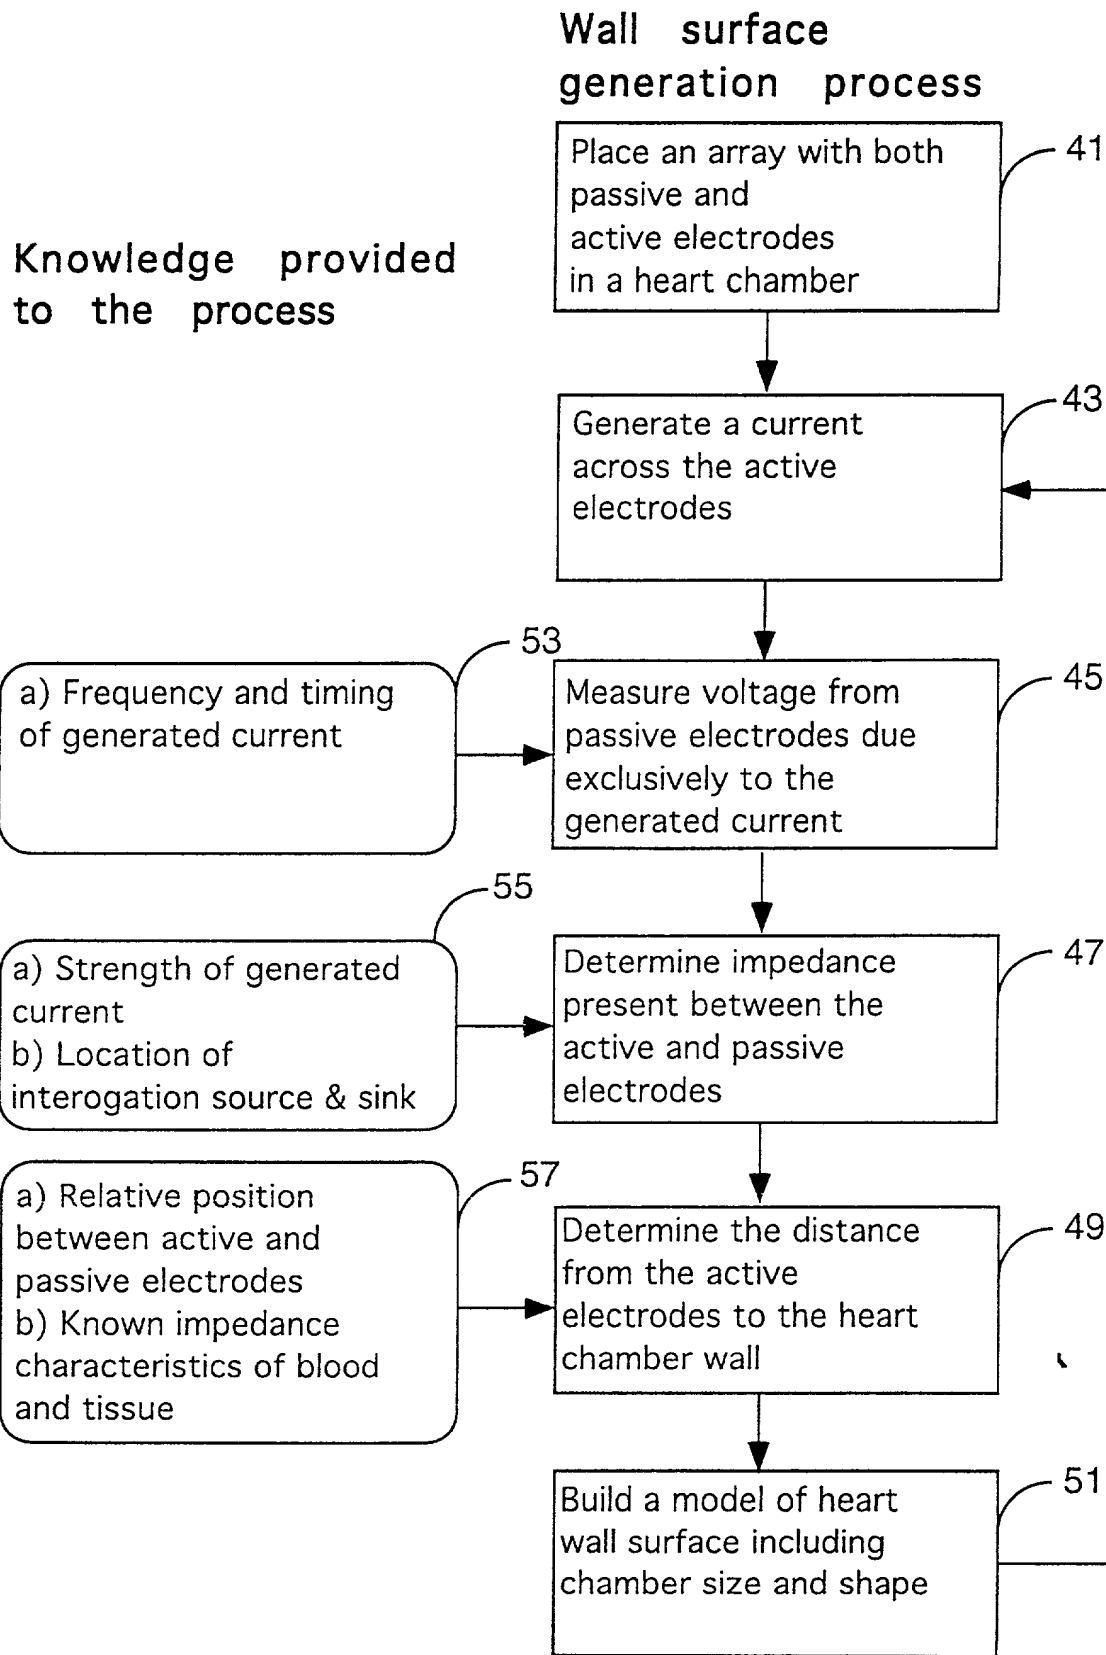 Wall surface
generation process
Place an array with both
passive and
active electrodes
in a heart chamber
41
Knowledge provided
to the process
Generate a current
across the active
electrodes
43
53
a) Frequency and timing
of generated current
Measure voltage from
passive electrodes due
exclusively to the
generated current
45
55
a) Strength of generated
current
b) Location of
interogation source & sink
Determine impedance
present between the
active and passive
electrodes
47
57
a) Relative position
between active and
passive electrodes
b) Known impedance
characteristics of blood
and tissue
Determine the distance
from the active
electrodes to the heart
chamber wall
49
Build a model of heart
wall surface including
chamber size and shape
51